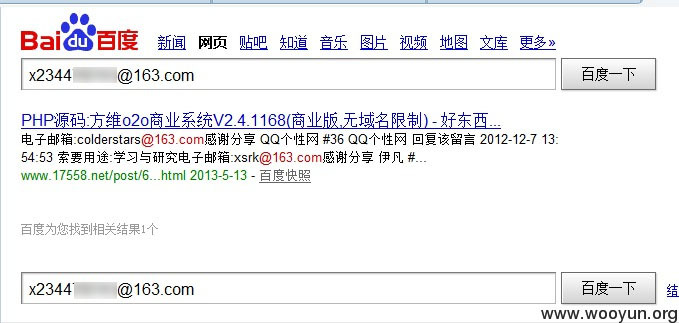 Bai du 百度 新闻 网页 贴吧 知道 音乐 图片 视频 地图 文库 更多»
x2344 @163.com 百度一下
PHP源码:方维o2o商业系统V2.4.1168(商业版,无域名限制) - 好东西...
电子邮箱:colderstars@163.com感谢分享 QQ个性网 #36 QQ个性网 回复该留言 2012-12-7 13:
54:53 索要用途:学习与研究电子邮箱:xsrk@163.com感谢分享 伊凡 #...
www.17558.net/post/6...html 2013-5-13 - 百度快照
百度为您找到相关结果1个
x2344 @163.com 百度一下 结
www.wooyun.org